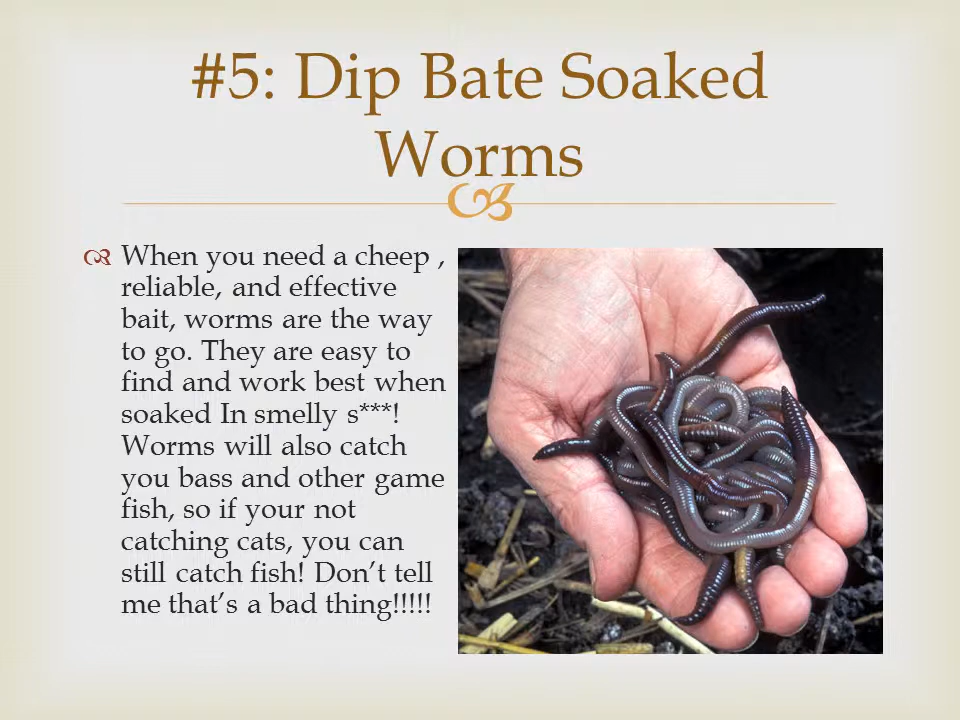 #5: Dip Bate Soaked
Worms
When you need a cheep ,
reliable, and effective
bait, worms are the way
to go. They are easy to
find and work best when
soaked In smelly s***!
Worms will also catch
you bass and other game
fish, so if your not
catching cats, you can
still catch fish! Don’t tell
me that’s a bad thing!!!!!